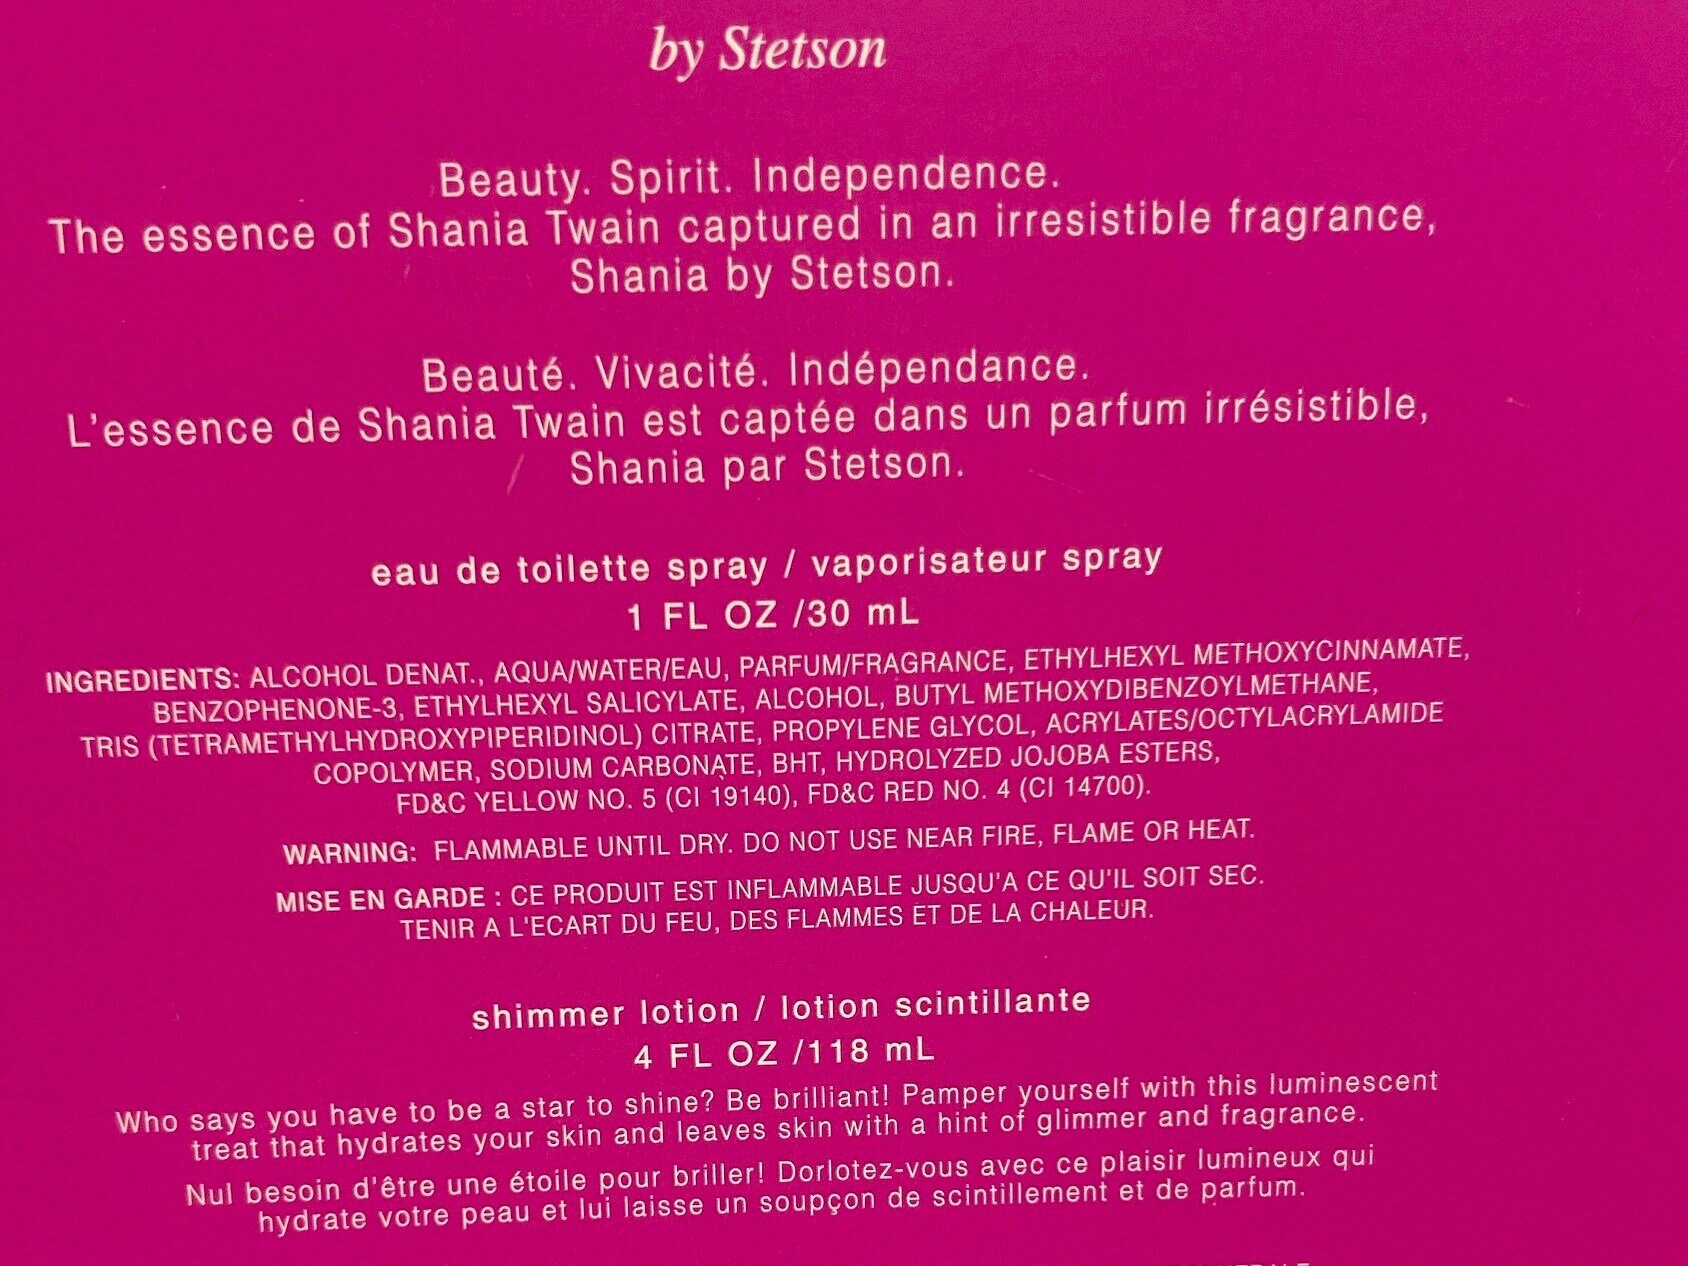 by Stetson
Beauty. Spirit. Independence.
The essence of Shania Twain captured in an irresistible fragrance,
Shania by Stetson.
Beauté. Vivacité. Indépendance.
L'essence de Shania Twain est captée dans un parfum irrésistible,
Shania par Stetson.
eau de toilette spray / vaporisateur spray
1 FL OZ /30 mL
INGREDIENTS: ALCOHOL DENAT., AQUA/WATER/EAU, PARFUM/FRAGRANCE, ETHYLHEXYL METHOXYCINNAMATE,
BENZOPHENONE-3, ETHYLHEXYL SALICYLATE, ALCOHOL, BUTYL METHOXYDIBENZOYLMETHANE,
TRIS (TETRAMETHYLHYDROXYPIPERIDINOL) CITRATE, PROPYLENE GLYCOL, ACRYLATES/OCTYLACRYLAMIDE
COPOLYMER, SODIUM CARBONATE, BHT, HYDROLYZED JOJOBA ESTERS,
FD&C YELLOW NO. 5 (CI 19140), FD&C RED NO. 4 (CI 14700).
WARNING: FLAMMABLE UNTIL DRY. DO NOT USE NEAR FIRE, FLAME OR HEAT.
MISE EN GARDE : CE PRODUIT EST INFLAMMABLE JUSQU'A CE QU'IL SOIT SEC.
TENIR A L'ECART DU FEU, DES FLAMMES ET DE LA CHALEUR.
shimmer lotion / lotion scintillante
4 FL OZ /118 mL
Who says you have to be a star to shine? Be brilliant! Pamper yourself with this luminescent
treat that hydrates your skin and leaves skin with a hint of glimmer and fragrance.
Nul besoin d'être une étoile pour briller! Dorlotez-vous avec ce plaisir lumineux qui
hydrate votre peau et lui laisse un soupçon de scintillement et de parfum.